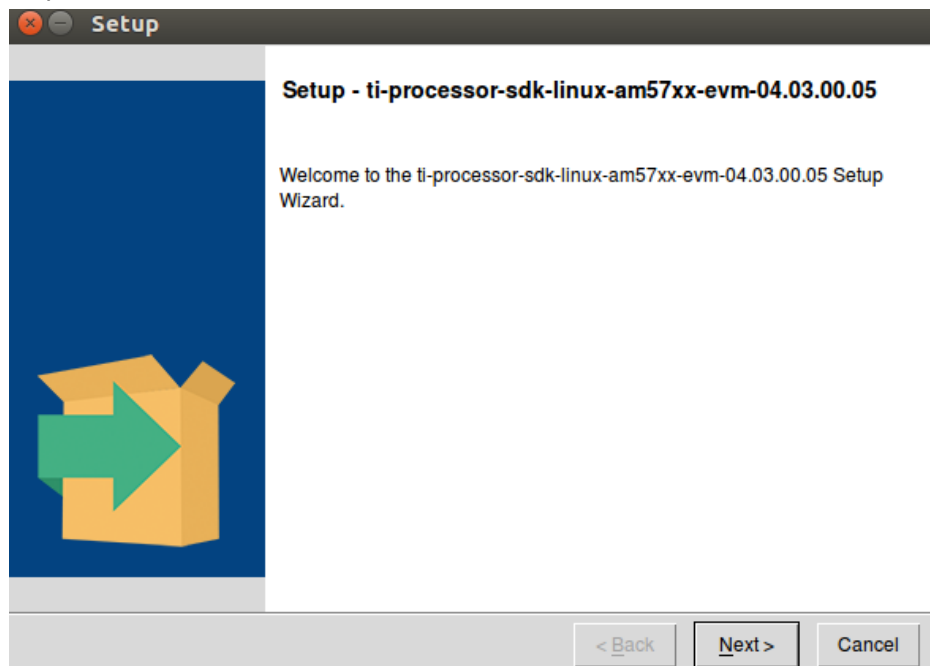 Setup
Setup - ti-processor-sdk-linux-am57xx-evm-04.03.00.05
Welcome to the ti-processor-sdk-linux-am57xx-evm-04.03.00.05 Setup
Wizard.
< Back
Next >
Cancel